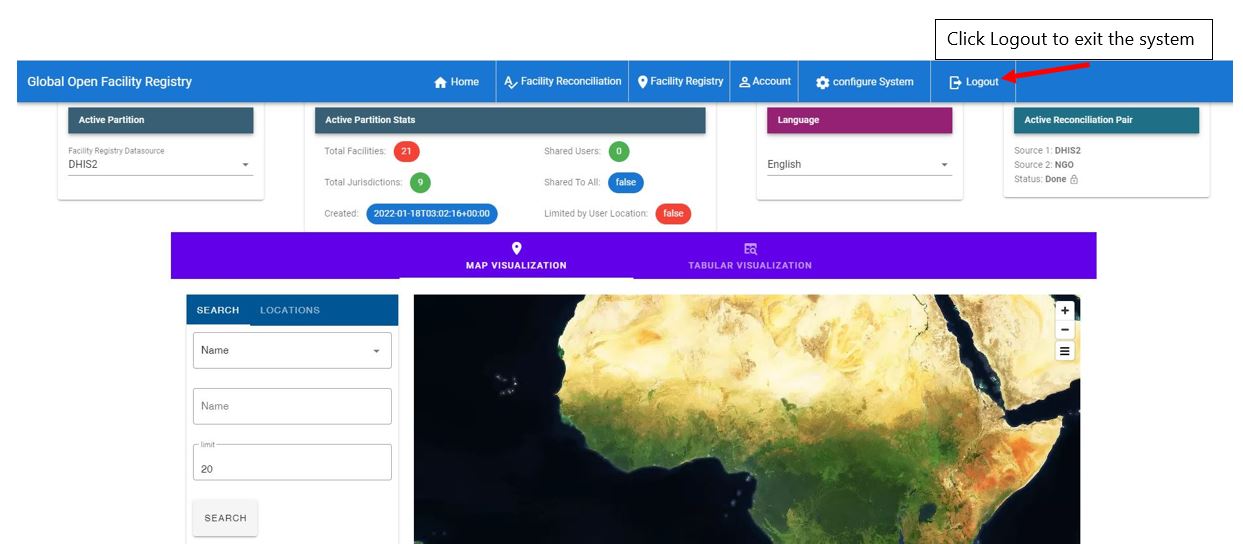 Click Logout to exit the system
Global Open Facility Registry
Home
Facility Reconciliation
Facility Registry
Account
configure System
Logout
Active Partition
Facility Registry Datasource
DHIS2
Active Partition Stats
Total Facilities: 21
Shared Users: 0
Total Jurisdictions: 9
Shared To All: false
Created: 2022-01-18T03:02:16+00:00
Limited by User Location: false
Language
English
Active Reconciliation Pair
Source 1: DHIS2
Source 2: NGO
Status: Done
MAP VISUALIZATION
TABULAR VISUALIZATION
SEARCH
LOCATIONS
Name
Name
limit
20
SEARCH
+
−